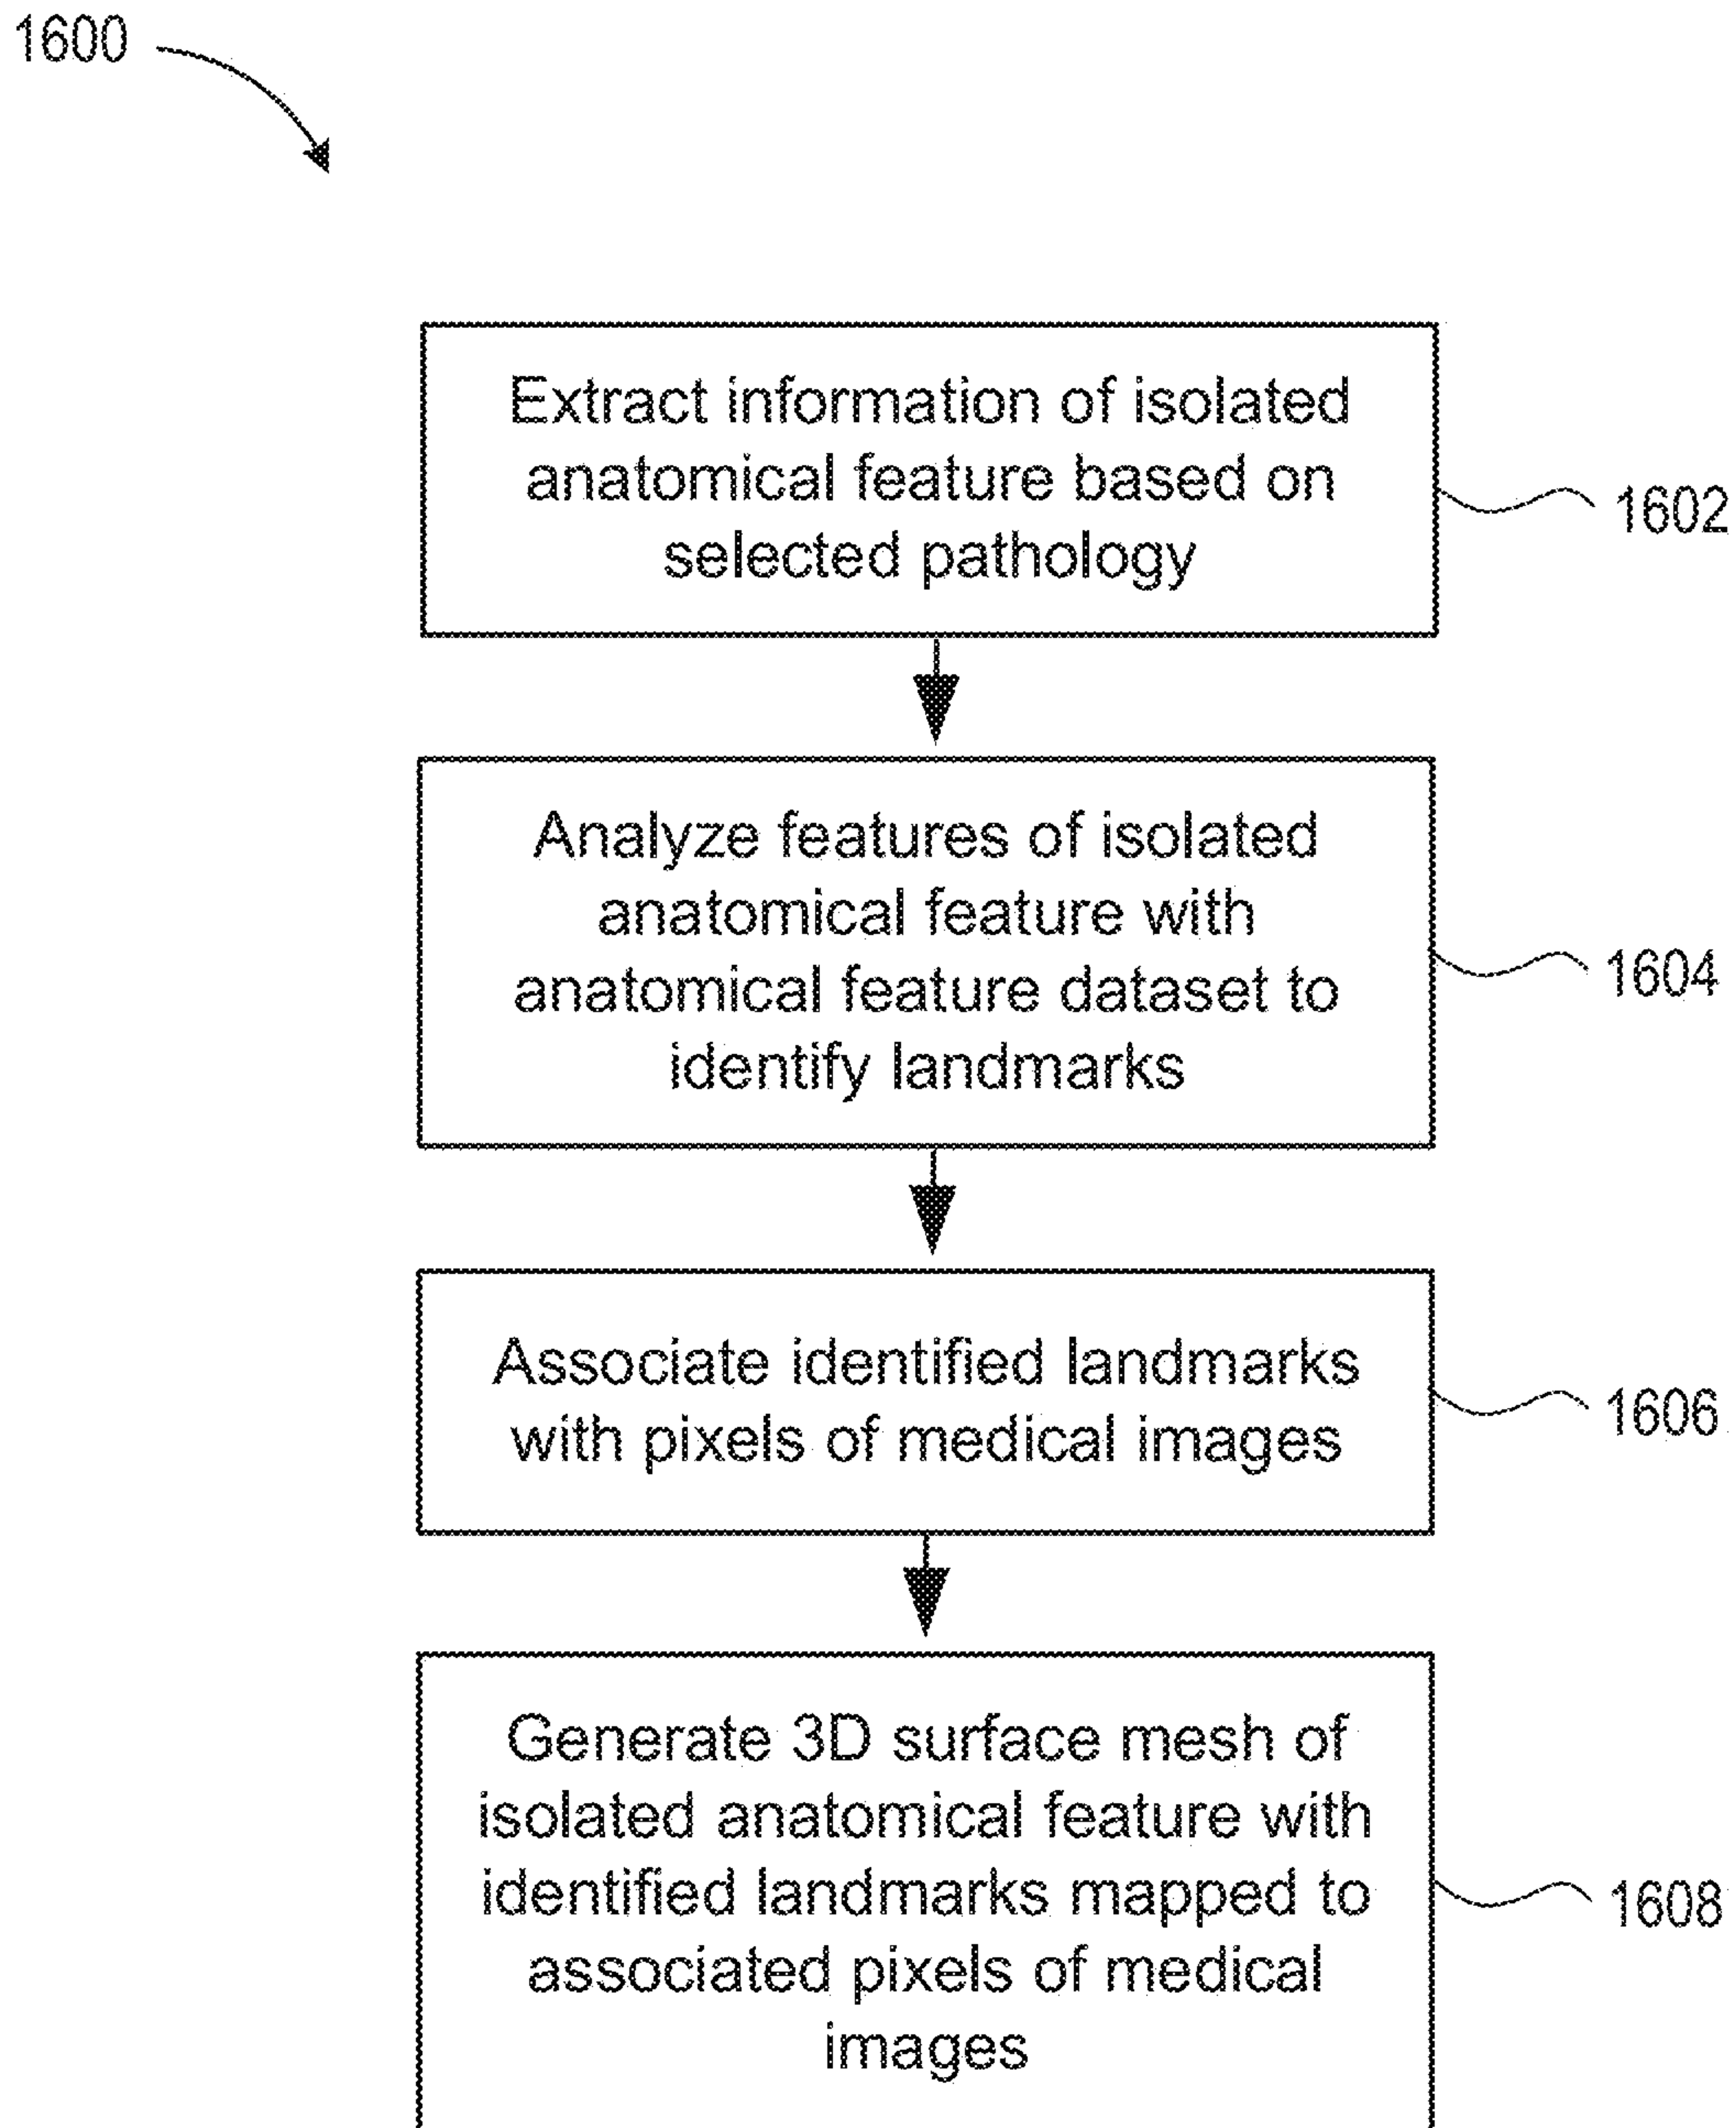 1600
Extract information of isolated
anatomical feature based on
selected pathology
1602
Analyze features of isolated
anatomical feature with
anatomical feature dataset to
identify landmarks
1604
Associate identified landmarks
with pixels of medical images
1606
Generate 3D surface mesh of
isolated anatomical feature with
identified landmarks mapped to
associated pixels of medical
images
1608